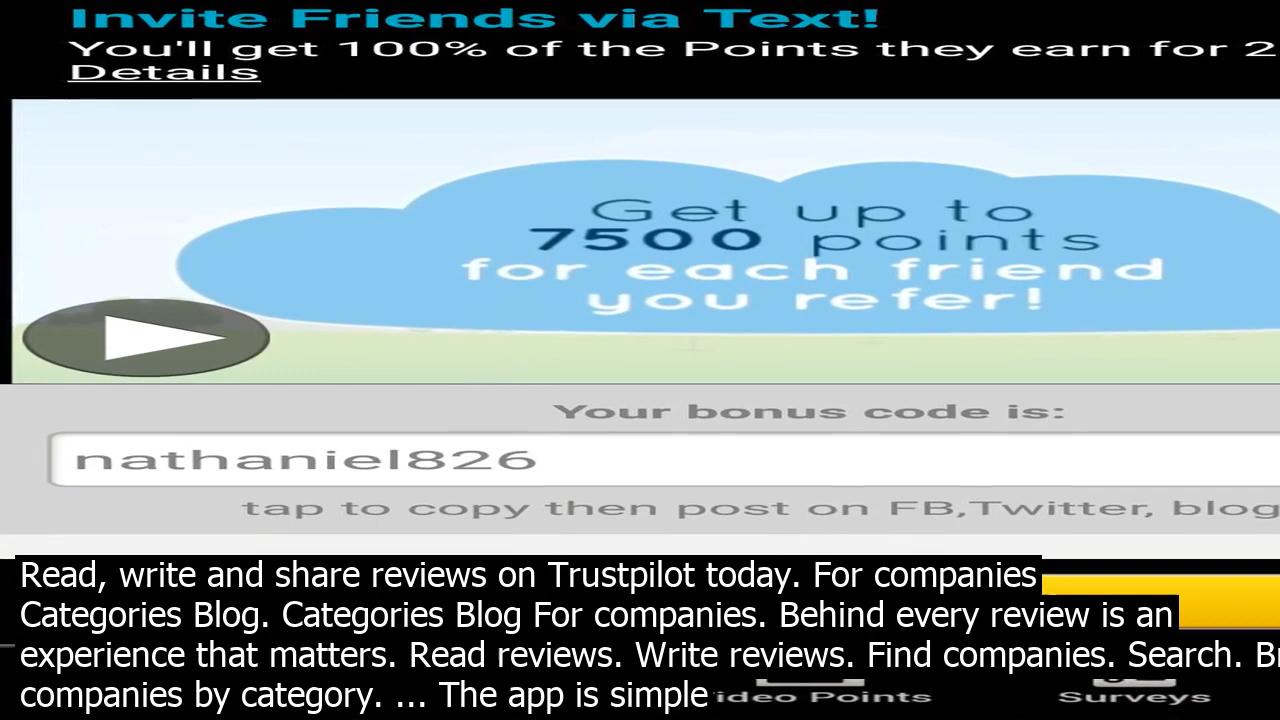 Invite Friends via Text!
You'll get 100% of the Points they earn for 2
Details
Get up to
7500 points
for each friend
you refer!
Your bonus code is:
nathaniel826
tap to copy then post on FB,Twitter, blog
Read, write and share reviews on Trustpilot today. For companies
Categories Blog. Categories Blog For companies. Behind every review is an
experience that matters. Read reviews. Write reviews. Find companies. Search. Br
companies by category. ... The app is simple
ideo Points
Surveys